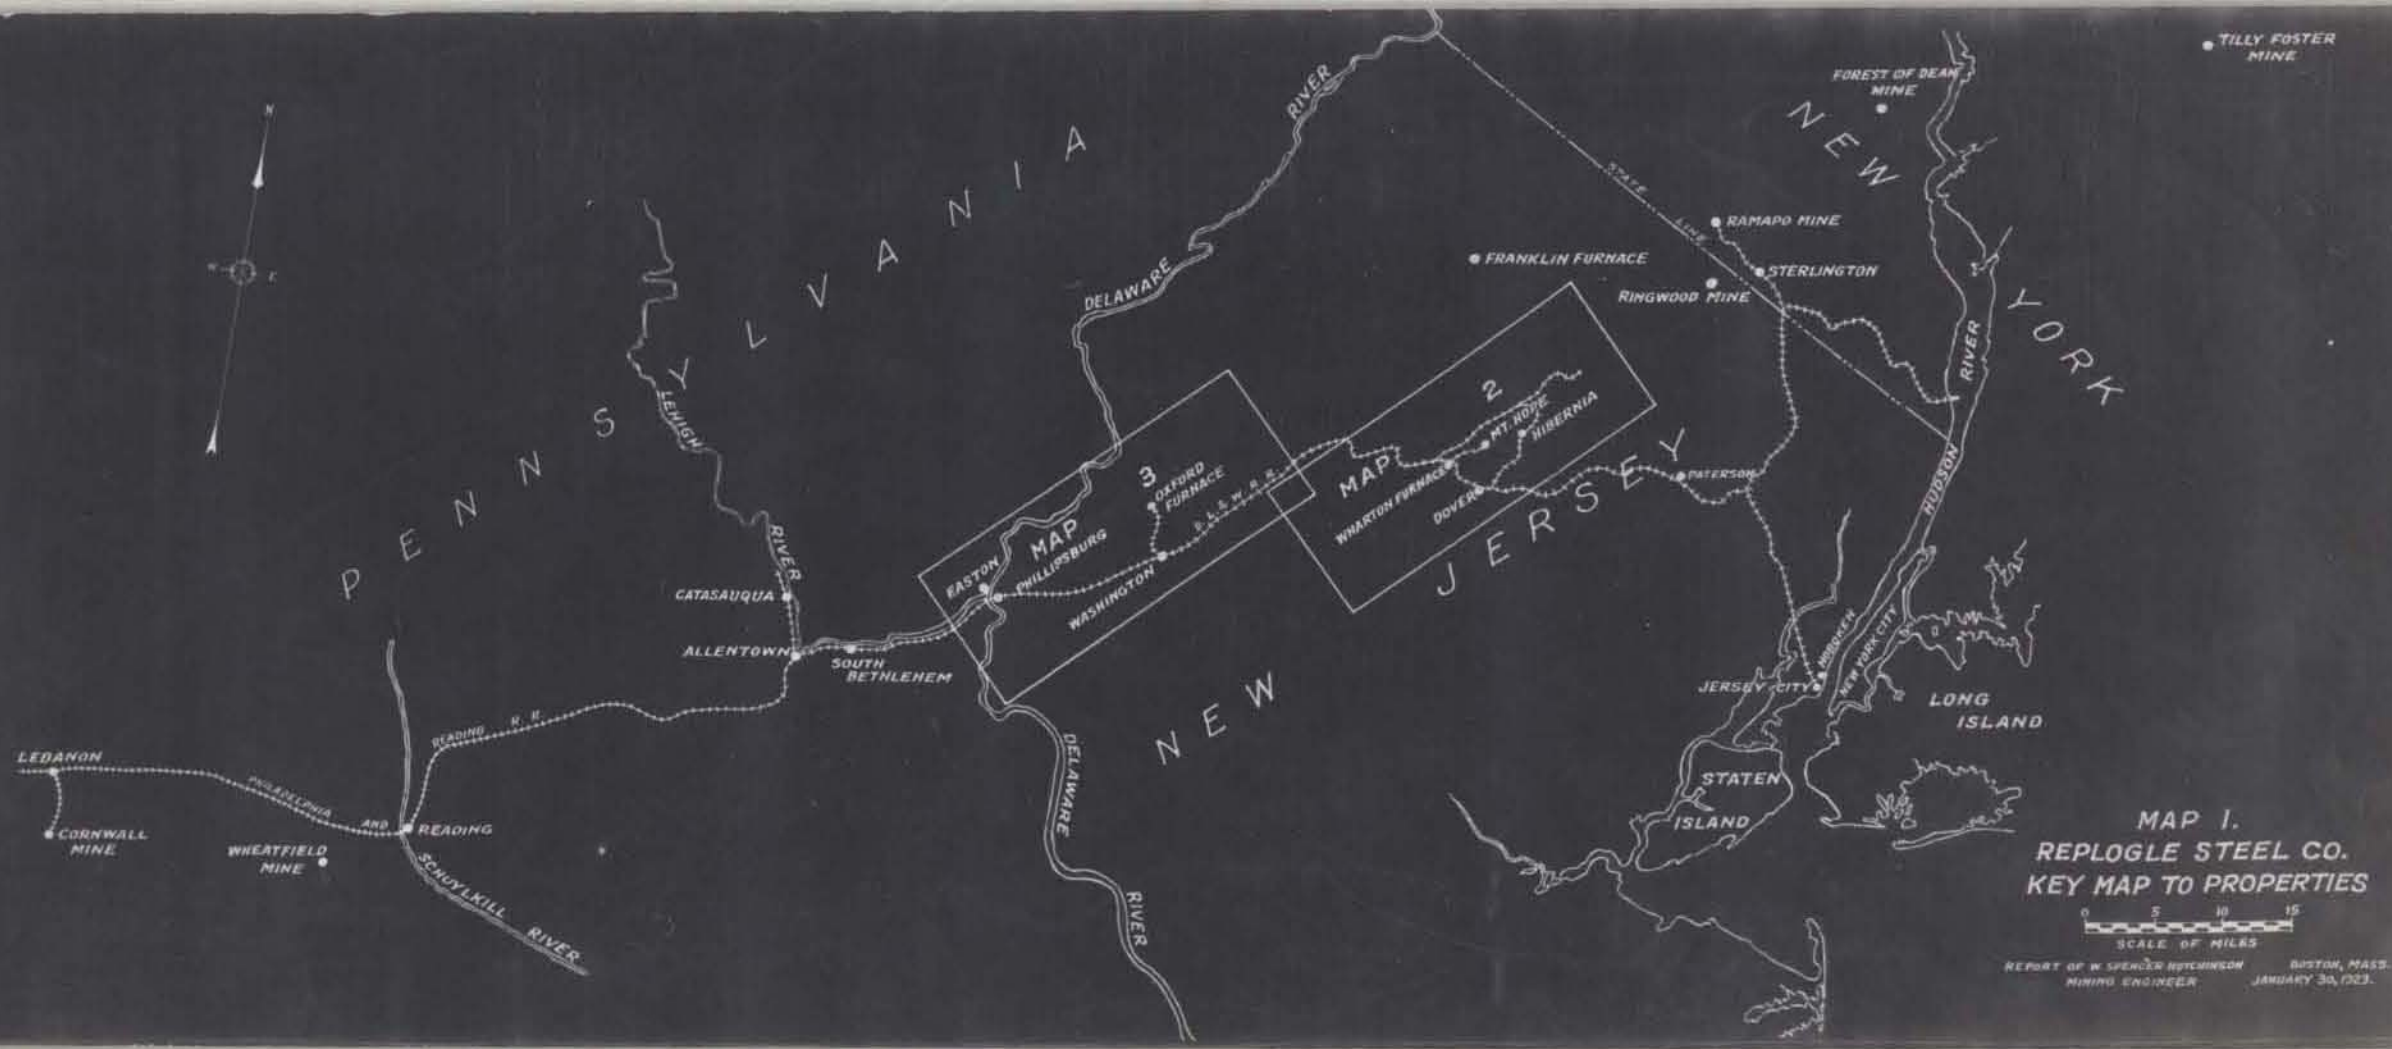 TILLY FOSTER
MINE
FOREST OF DEAN
MINE
NEW
YORK
N
W
E
PENNSYLVANIA
DELAWARE
RIVER
STATE
LINE
RAMAPO MINE
STERLINGTON
FRANKLIN FURNACE
RINGWOOD MINE
HUDSON
RIVER
LEHIGH
RIVER
MAP
2
MT. HOPE
HIBERNIA
WHARTON FURNACE
DOVER
PATERSON
MAP
3
OXFORD
FURNACE
D. L. & W. R. R.
EASTON
PHILLIPSBURG
WASHINGTON
NEW
JERSEY
CATASAUQUA
ALLENTOWN
SOUTH
BETHLEHEM
HOBOKEN
NEW YORK CITY
JERSEY CITY
LONG
ISLAND
STATEN
ISLAND
READING R. R.
LEBANON
PHILADELPHIA AND
READING
CORNWALL
MINE
WHEATFIELD
MINE
SCHUYLKILL
RIVER
DELAWARE
RIVER
MAP 1.
REPLOGLE STEEL CO.
KEY MAP TO PROPERTIES
0 5 10 15
SCALE OF MILES
REPORT OF W SPENCER HUTCHINSON BOSTON, MASS.
MINING ENGINEER JANUARY 30, 1923.